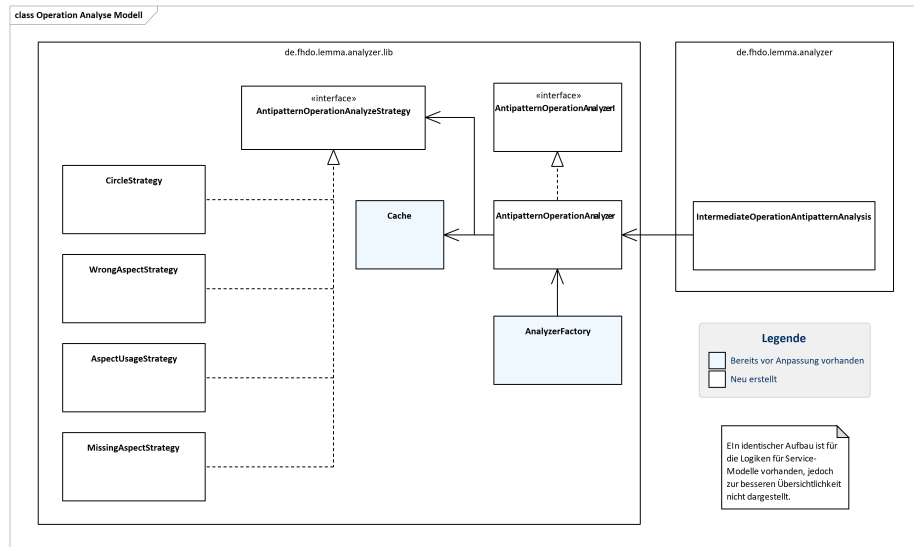 class Operation Analyse Modell
de.fhdo.lemma.analyzer.lib
de.fhdo.lemma.analyzer
«interface»
AntipatternOperationAnalyzeStrategy
«interface»
AntipatternOperationAnalyzerI
CircleStrategy
Cache
AntipatternOperationAnalyzer
IntermediateOperationAntipatternAnalysis
WrongAspectStrategy
AnalyzerFactory
Legende
Bereits vor Anpassung vorhanden
Neu erstellt
AspectUsageStrategy
MissingAspectStrategy
EIn identischer Aufbau ist für
die Logiken für Service-
Modelle vorhanden, jedoch
zur besseren Übersichtlichkeit
nicht dargestellt.